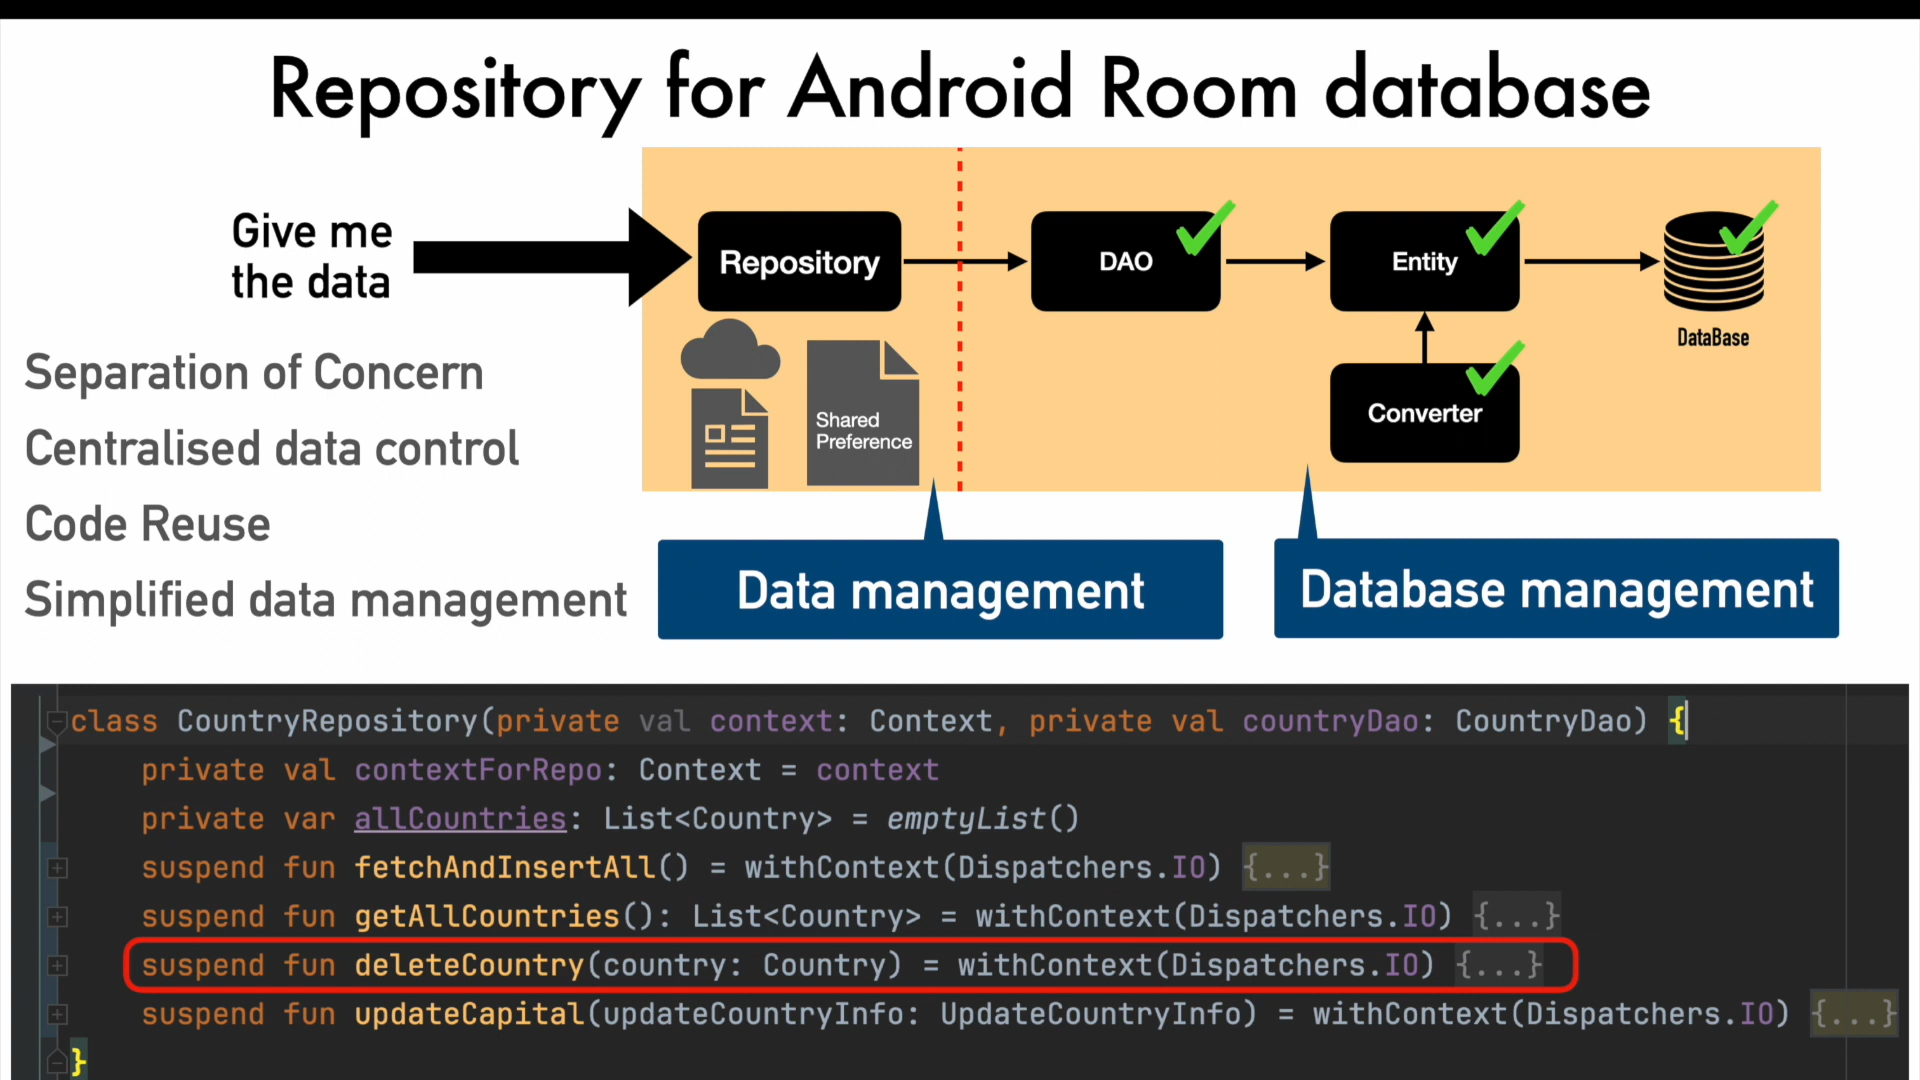 Repository for Android Room database
Give me
the data
Repository
DAO
Entity
DataBase
Converter
Shared
Preference
Separation of Concern
Centralised data control
Code Reuse
Simplified data management
Data management
Database management
class CountryRepository(private val context: Context, private val countryDao: CountryDao) {
private val contextForRepo: Context = context
private var allCountries: List<Country> = emptyList()
suspend fun fetchAndInsertAll() = withContext(Dispatchers.IO) {...}
suspend fun getAllCountries(): List<Country> = withContext(Dispatchers.IO) {...}
suspend fun deleteCountry(country: Country) = withContext(Dispatchers.IO) {...}
suspend fun updateCapital(updateCountryInfo: UpdateCountryInfo) = withContext(Dispatchers.IO) {...}
}